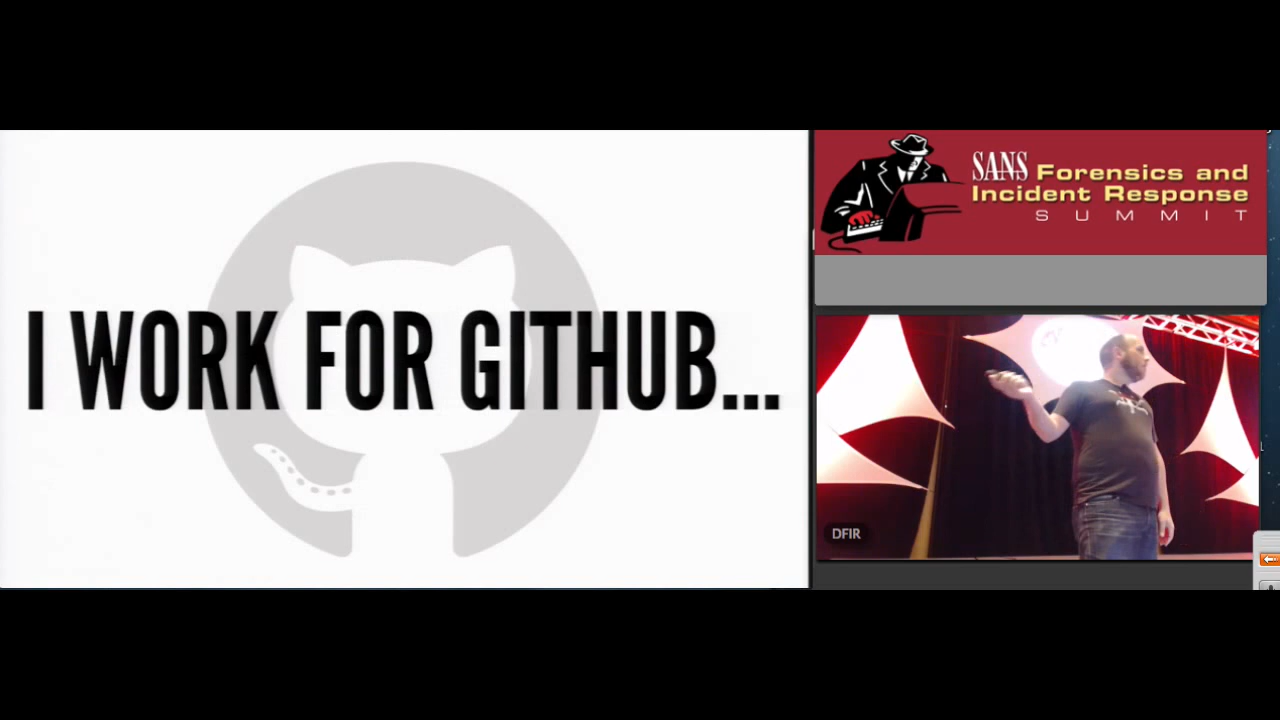 I WORK FOR GITHUB...
SANS Forensics and
Incident Response
SUMMIT
DFIR